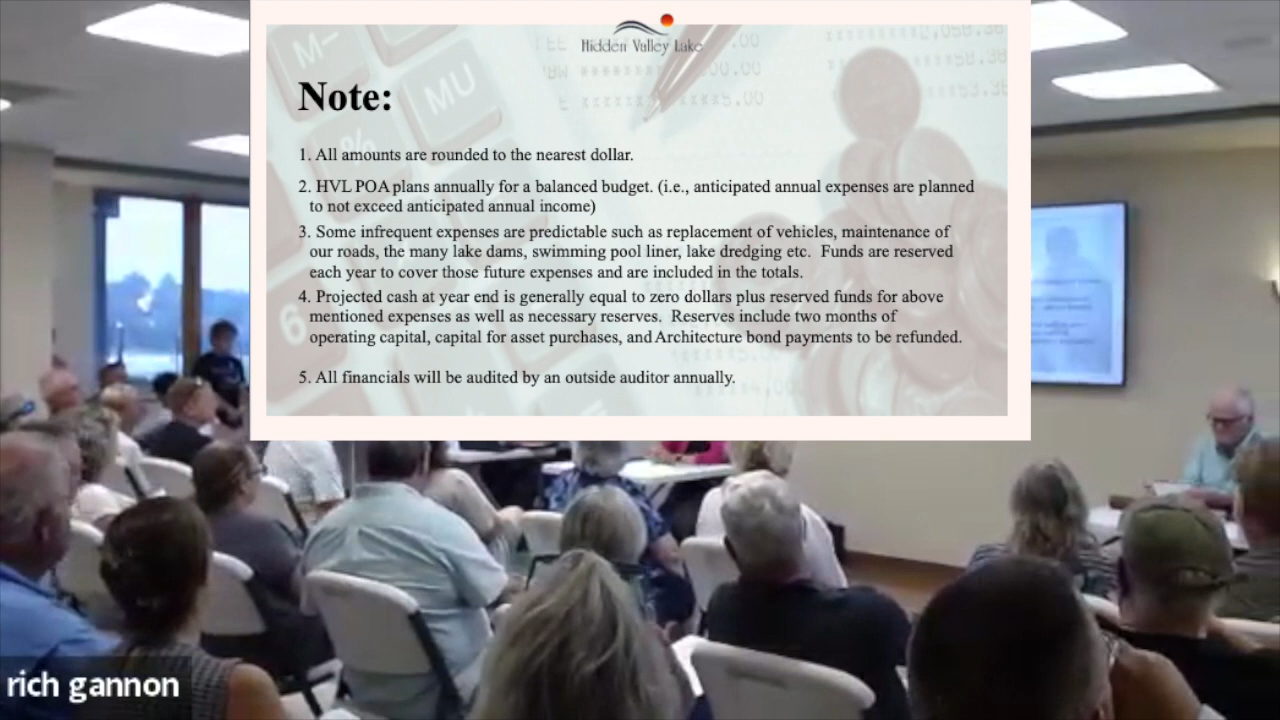 Hidden Valley Lake
Note:
1. All amounts are rounded to the nearest dollar.
2. HVL POA plans annually for a balanced budget. (i.e., anticipated annual expenses are planned
to not exceed anticipated annual income)
3. Some infrequent expenses are predictable such as replacement of vehicles, maintenance of
our roads, the many lake dams, swimming pool liner, lake dredging etc. Funds are reserved
each year to cover those future expenses and are included in the totals.
4. Projected cash at year end is generally equal to zero dollars plus reserved funds for above
mentioned expenses as well as necessary reserves. Reserves include two months of
operating capital, capital for asset purchases, and Architecture bond payments to be refunded.
5. All financials will be audited by an outside auditor annually.
M-
MU
%
6
rich gannon